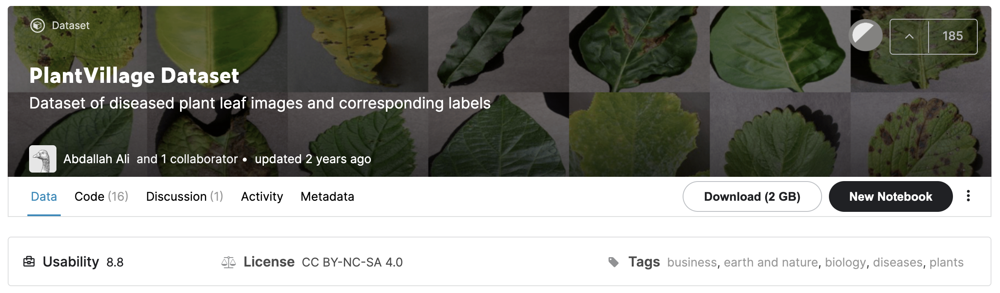 Dataset
185
PlantVillage Dataset
Dataset of diseased plant leaf images and corresponding labels
Abdallah Ali and 1 collaborator • updated 2 years ago
Data Code (16) Discussion (1) Activity Metadata Download (2 GB) New Notebook
Usability 8.8 License CC BY-NC-SA 4.0 Tags business, earth and nature, biology, diseases, plants